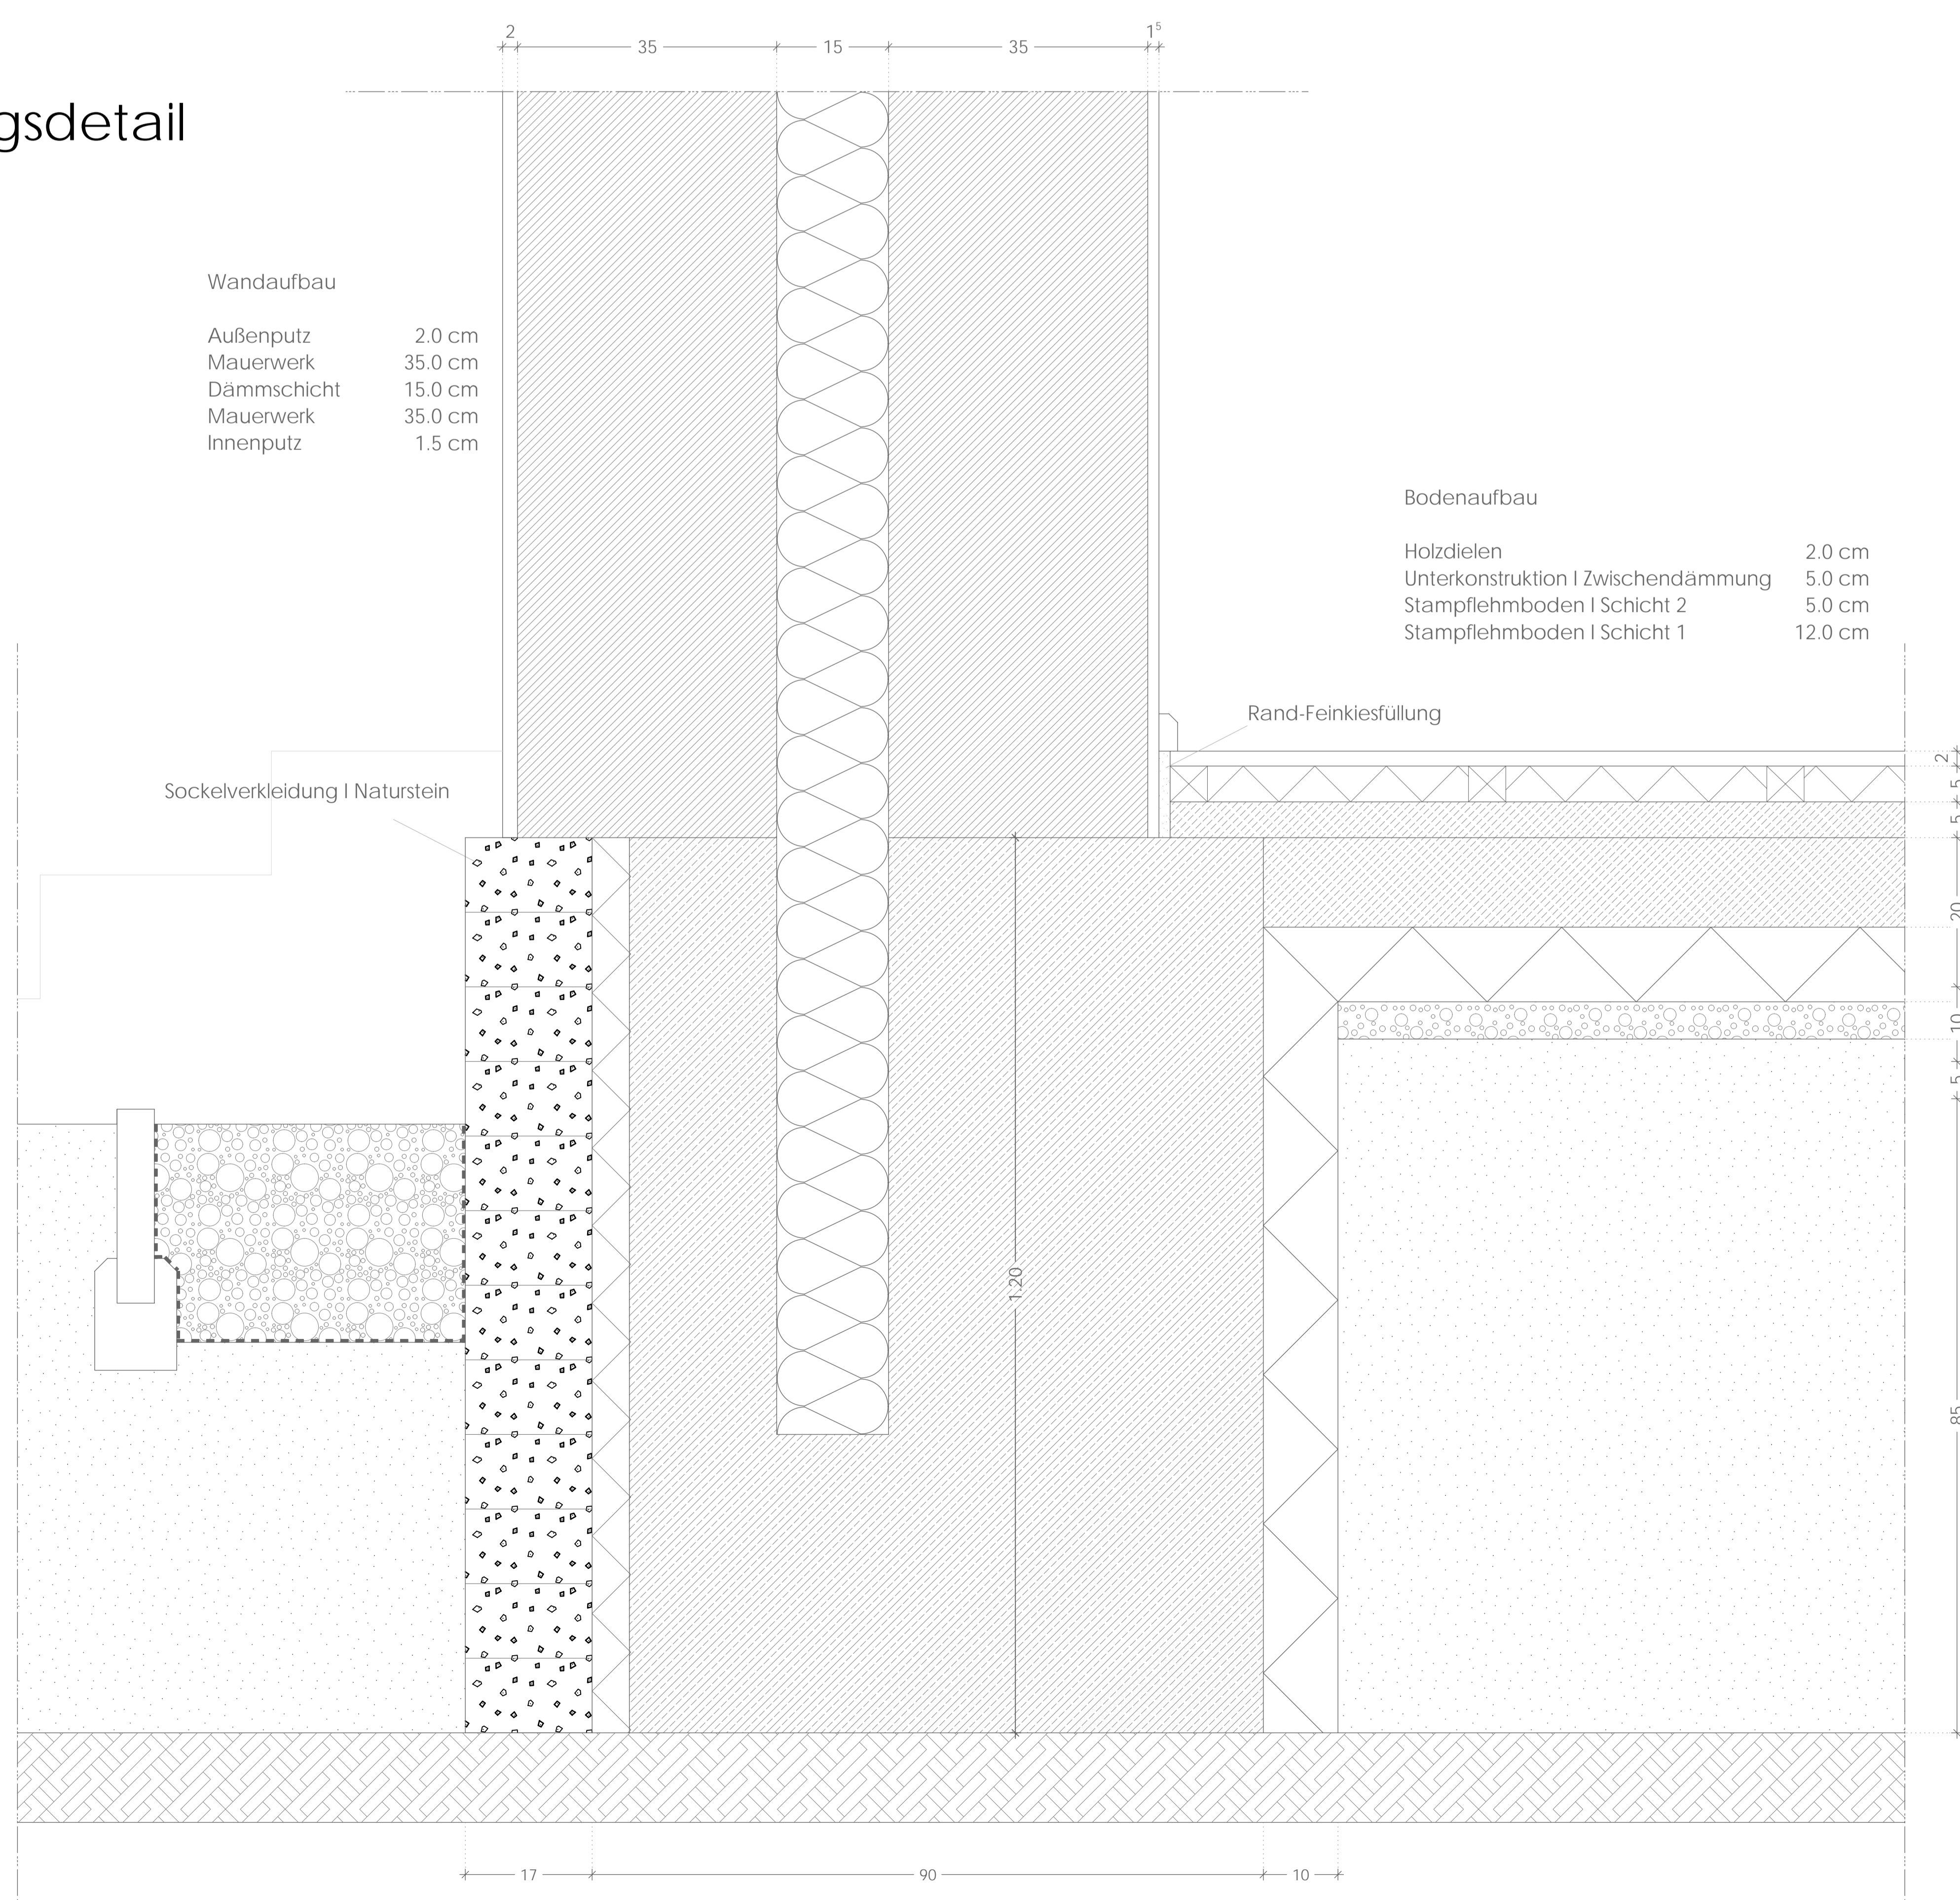 2
35
15
35
1⁵
gsdetail
Wandaufbau
Außenputz 2.0 cm
Mauerwerk 35.0 cm
Dämmschicht 15.0 cm
Mauerwerk 35.0 cm
Innenputz 1.5 cm
Bodenaufbau
Holzdielen 2.0 cm
Unterkonstruktion I Zwischendämmung 5.0 cm
Stampflehmboden I Schicht 2 5.0 cm
Stampflehmboden I Schicht 1 12.0 cm
Rand-Feinkiesfüllung
Sockelverkleidung I Naturstein
2
5
5
20
10
5
1.20
85
17
90
10